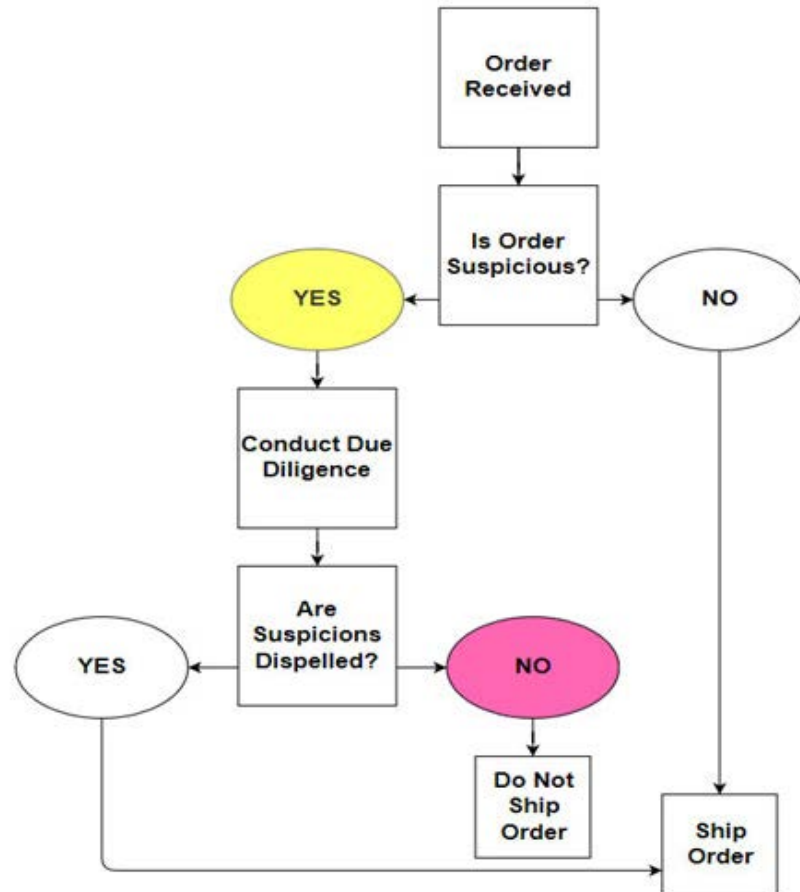 Order
Received
Is Order
Suspicious?
YES
NO
Conduct Due
Diligence
Are
Suspicions
Dispelled?
YES
NO
Do Not
Ship
Order
Ship
Order